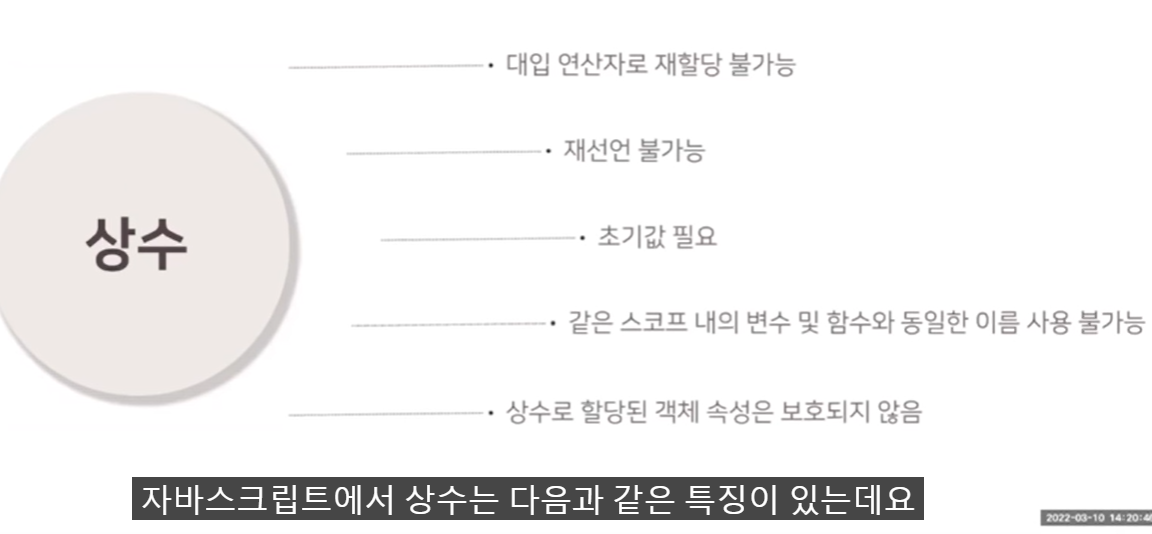 대입 연산자로 재할당 불가능
재선언 불가능
상수
초기값 필요
같은 스코프 내의 변수 및 함수와 동일한 이름 사용 불가능
상수로 할당된 객체 속성은 보호되지 않음
자바스크립트에서 상수는 다음과 같은 특징이 있는데요
2022-03-10 14:20:46